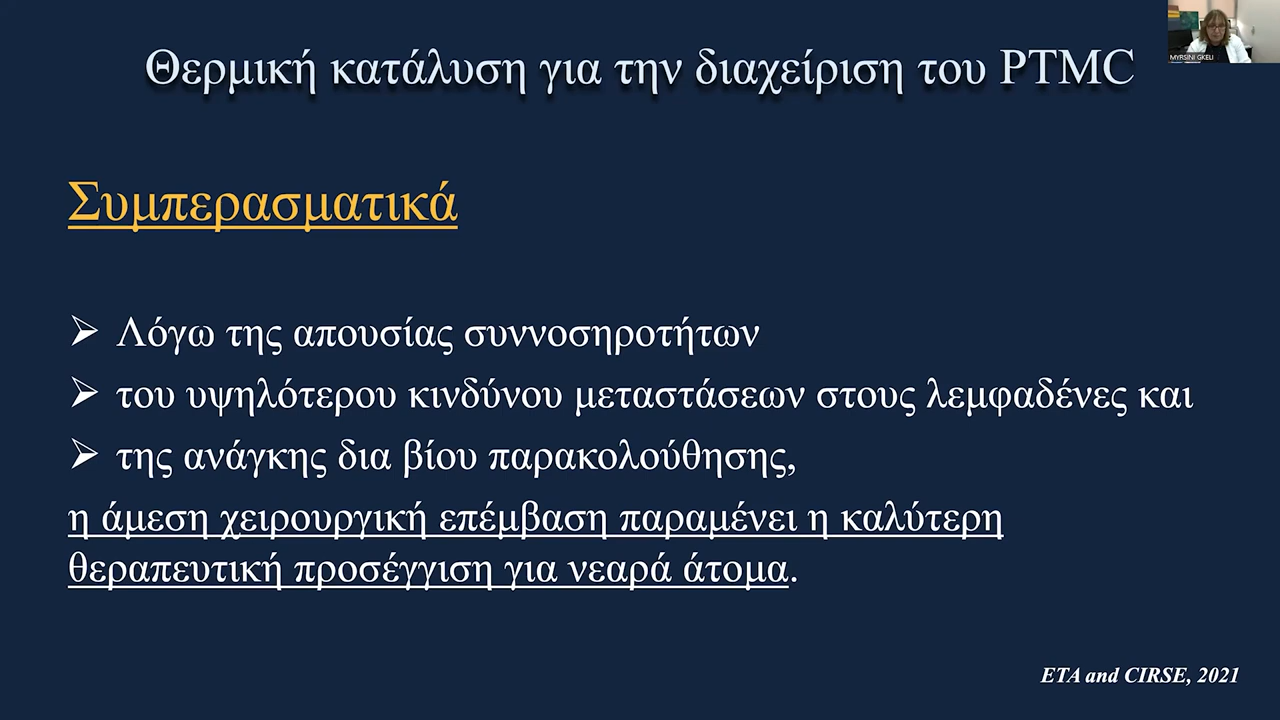 Θερμική κατάλυση για την διαχείριση του PTMC
MYRSINI GKELI
Συμπερασματικά
➢ Λόγω της απουσίας συννοσηροτήτων
➢ του υψηλότερου κινδύνου μεταστάσεων στους λεμφαδένες και
➢ της ανάγκης δια βίου παρακολούθησης,
η άμεση χειρουργική επέμβαση παραμένει η καλύτερη
θεραπευτική προσέγγιση για νεαρά άτομα.
ETA and CIRSE, 2021